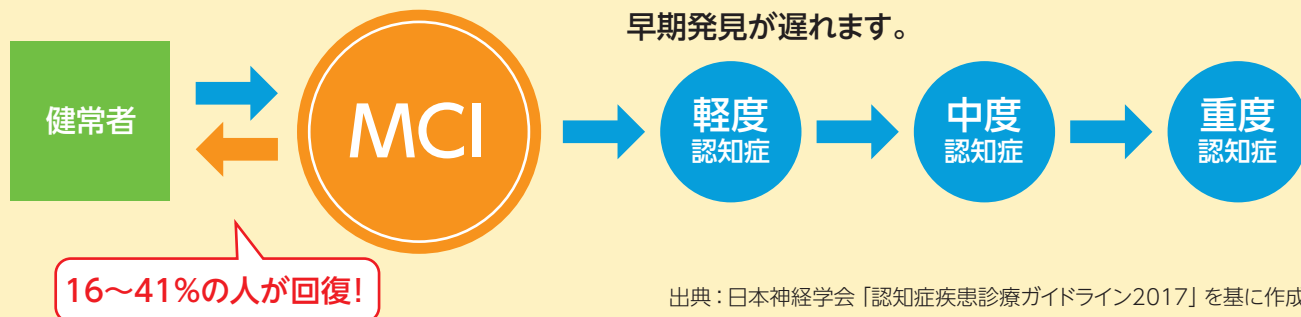 早期発見が遅れます。
健常者
MCI
軽度
認知症
中度
認知症
重度
認知症
16〜41%の人が回復!
出典:日本神経学会「認知症疾患診療ガイドライン2017」を基に作成